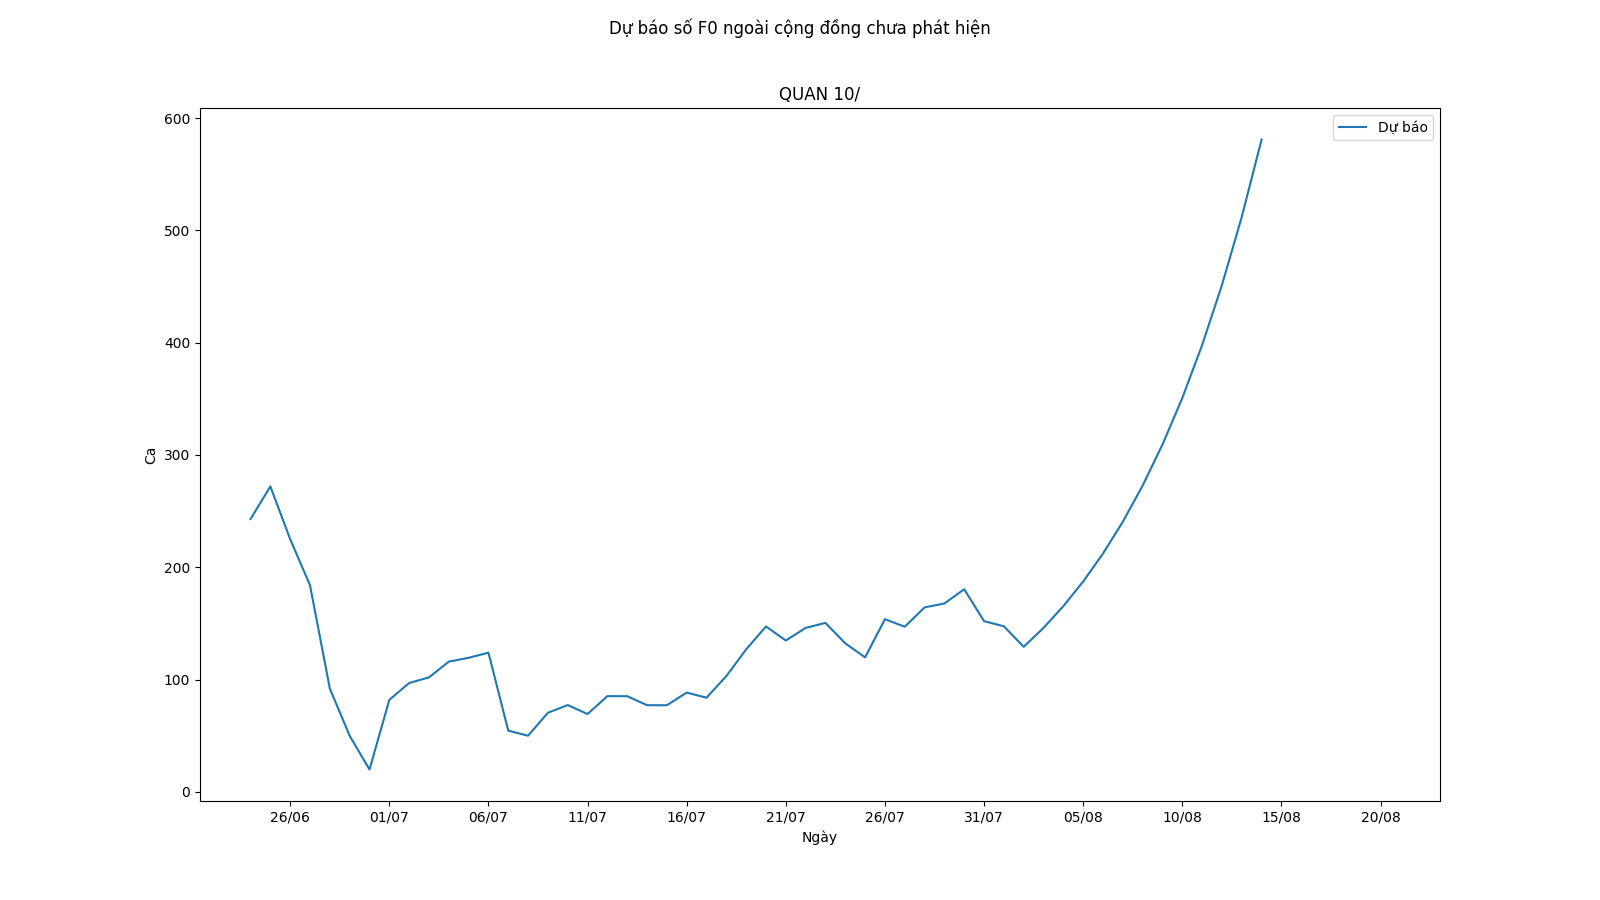 Dự báo số F0 ngoài cộng đồng chưa phát hiện
QUAN 10/
Dự báo
600
500
400
300
200
100
0
Ca
26/06 01/07 06/07 11/07 16/07 21/07 26/07 31/07 05/08 10/08 15/08 20/08
Ngày